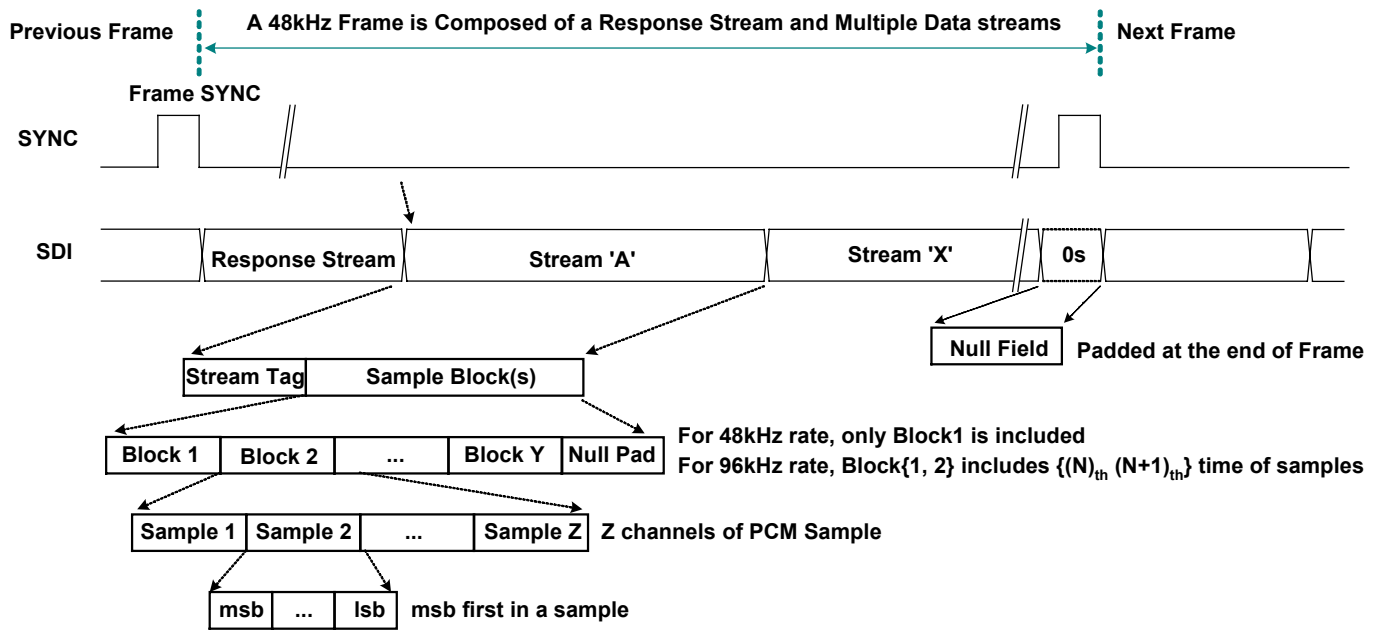 A 48kHz Frame is Composed of a Response Stream and Multiple Data streams
Previous Frame
Next Frame
Frame SYNC
SYNC
SDI
Response Stream
Stream 'A'
Stream 'X'
0s
Null Field
Padded at the end of Frame
Stream Tag
Sample Block(s)
Block 1
Block 2
...
Block Y
Null Pad
For 48kHz rate, only Block1 is included
For 96kHz rate, Block{1, 2} includes {(N)th (N+1)th} time of samples
Sample 1
Sample 2
...
Sample Z
Z channels of PCM Sample
msb
...
lsb
msb first in a sample